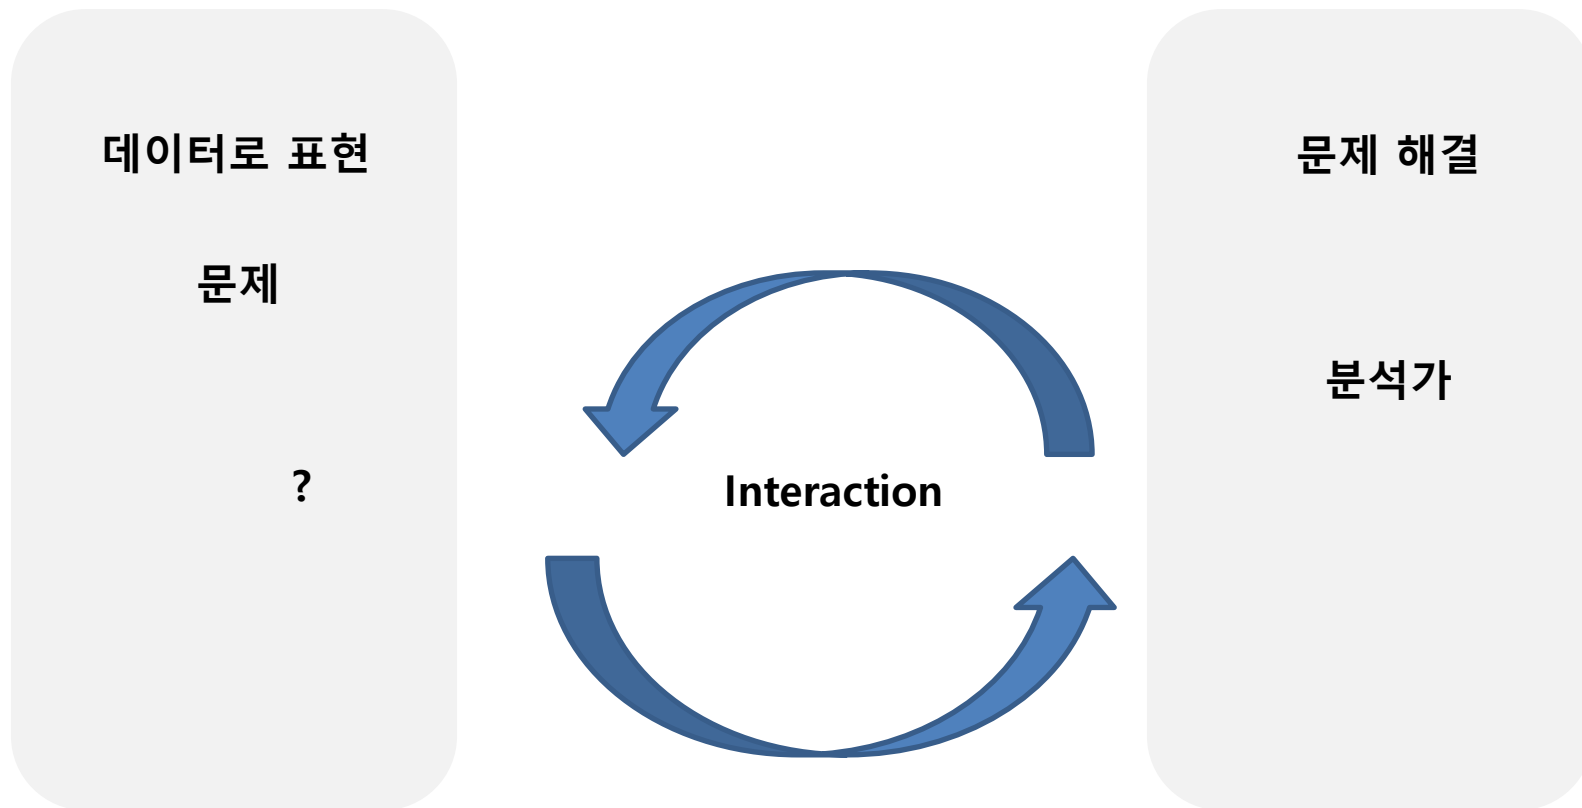 데이터로 표현
문제
?
Interaction
문제 해결
분석가